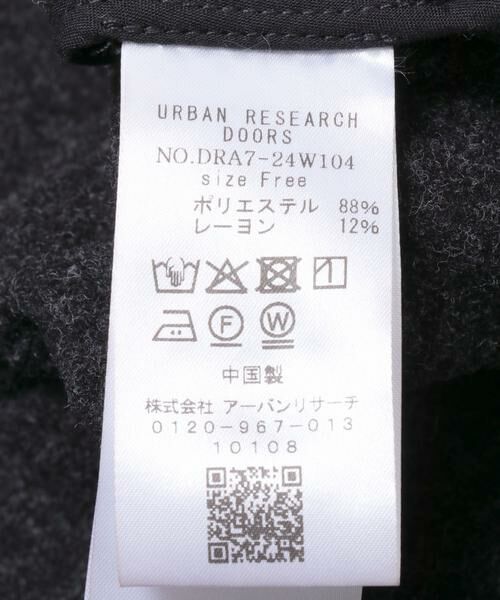 URBAN RESEARCH
DOORS
NO.DRA7-24W104
size Free
ポリエステル 88%
レーヨン 12%
F W
中国製
株式会社 アーバンリサーチ
0120-967-013
10108